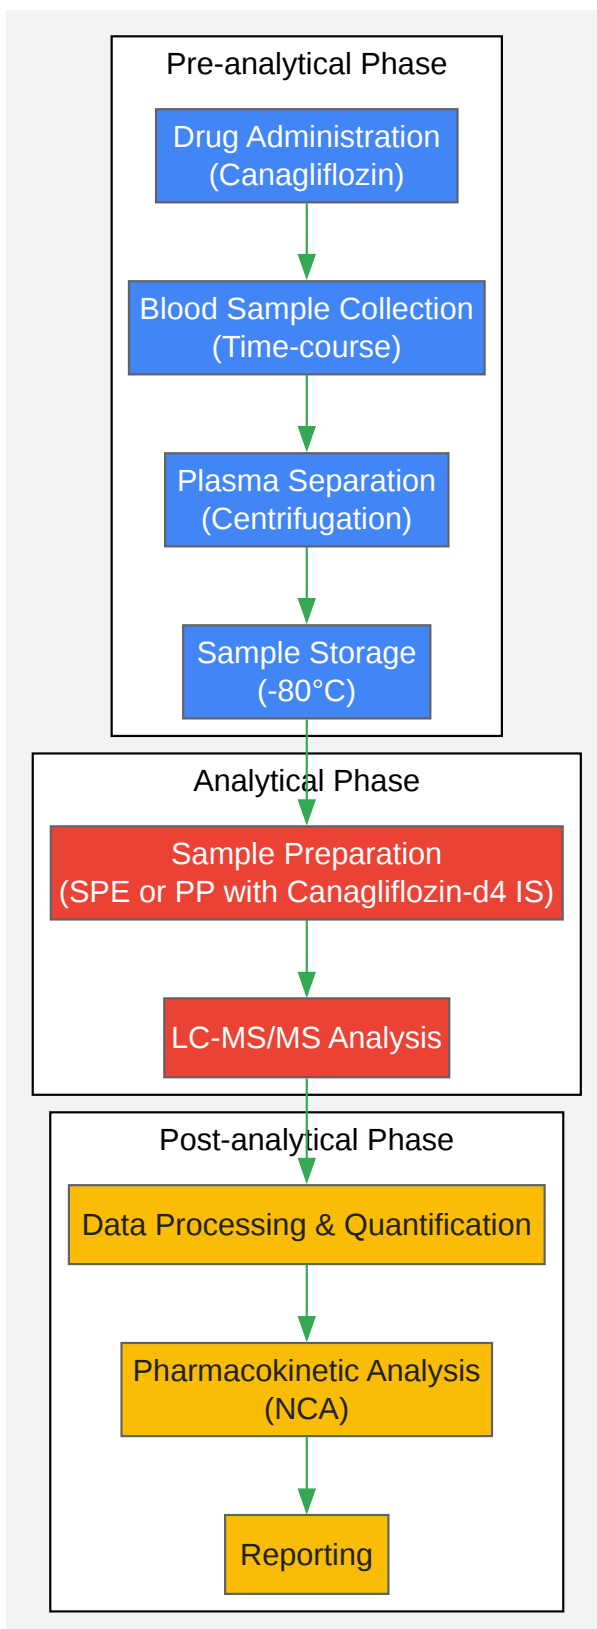 Pre-analytical Phase
Drug Administration
(Canagliflozin)
Blood Sample Collection
(Time-course)
Plasma Separation
(Centrifugation)
Sample Storage
(-80°C)
Analytical Phase
Sample Preparation
(SPE or PP with Canagliflozin-d4 IS)
LC-MS/MS Analysis
Post-analytical Phase
Data Processing & Quantification
Pharmacokinetic Analysis
(NCA)
Reporting